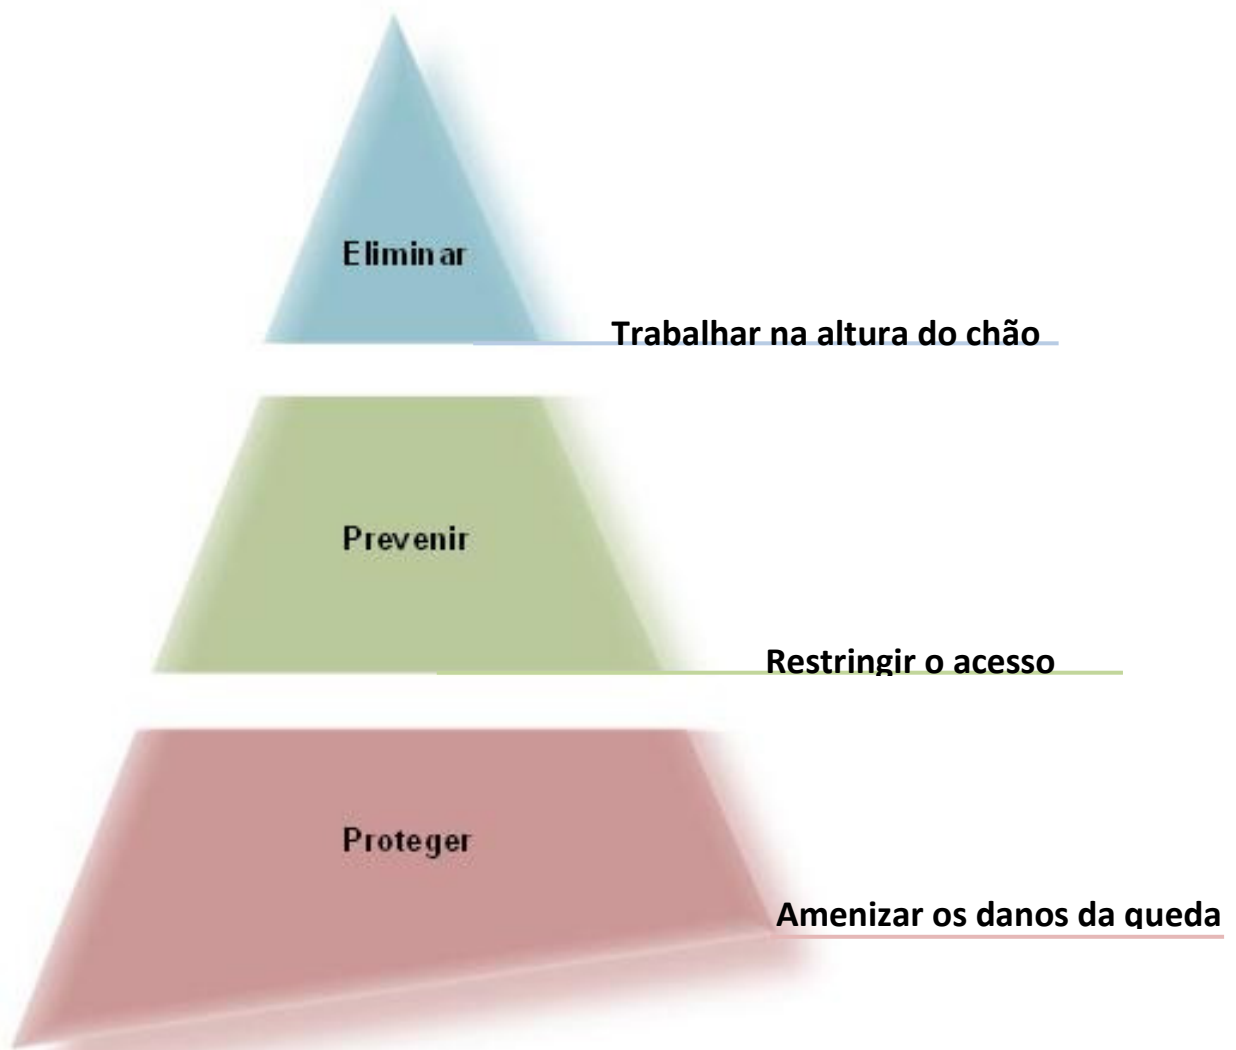 Eliminar
Trabalhar na altura do chão
Prevenir
Restringir o acesso
Proteger
Amenizar os danos da queda